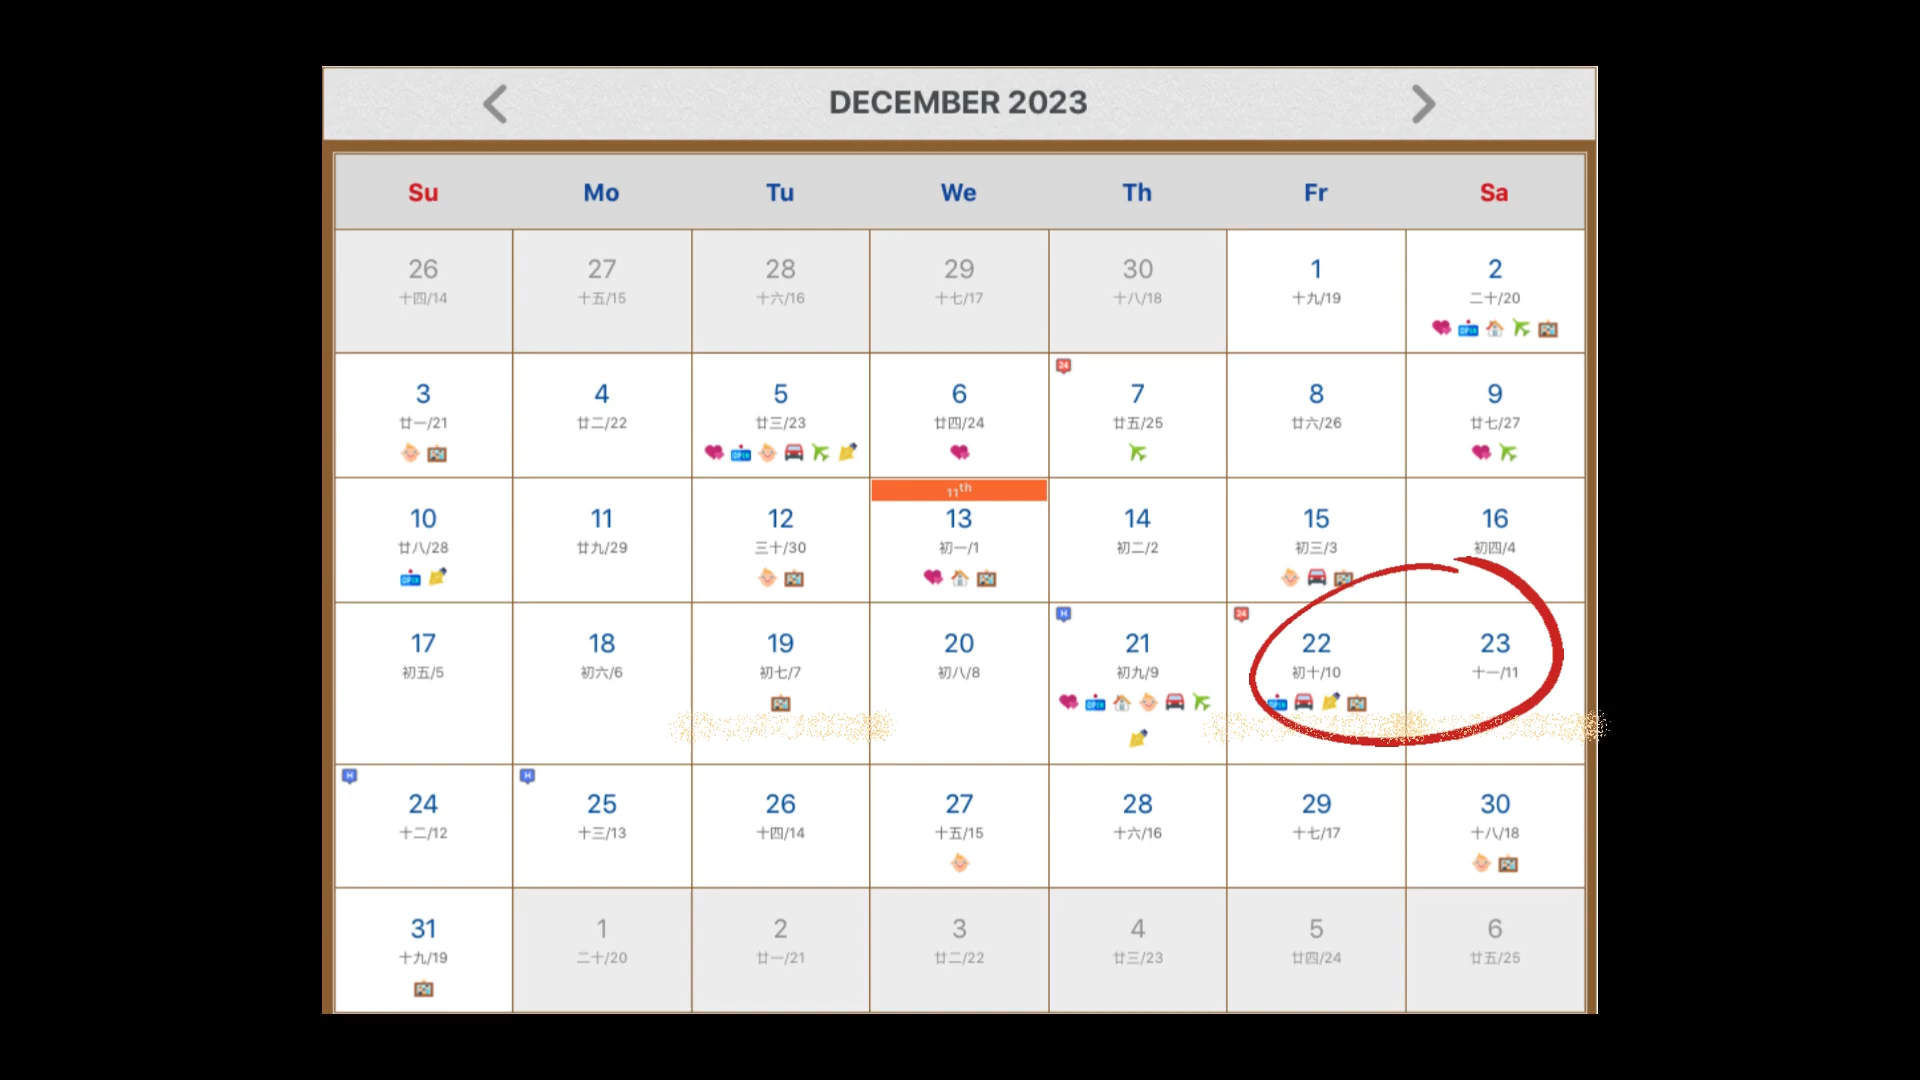 DECEMBER 2023
Su Mo Tu We Th Fr Sa
26 27 28 29 30 1 2
十四/14 十五/15 十六/16 十七/17 十八/18 十九/19 二十/20
OPEN
24
3 4 5 6 7 8 9
廿一/21 廿二/22 廿三/23 廿四/24 廿五/25 廿六/26 廿七/27
OPEN
11th
10 11 12 13 14 15 16
廿八/28 廿九/29 三十/30 初一/1 初二/2 初三/3 初四/4
OPEN
H 24
17 18 19 20 21 22 23
初五/5 初六/6 初七/7 初八/8 初九/9 初十/10 十一/11
OPEN OPEN
H H
24 25 26 27 28 29 30
十二/12 十三/13 十四/14 十五/15 十六/16 十七/17 十八/18
31 1 2 3 4 5 6
十九/19 二十/20 廿一/21 廿二/22 廿三/23 廿四/24 廿五/25